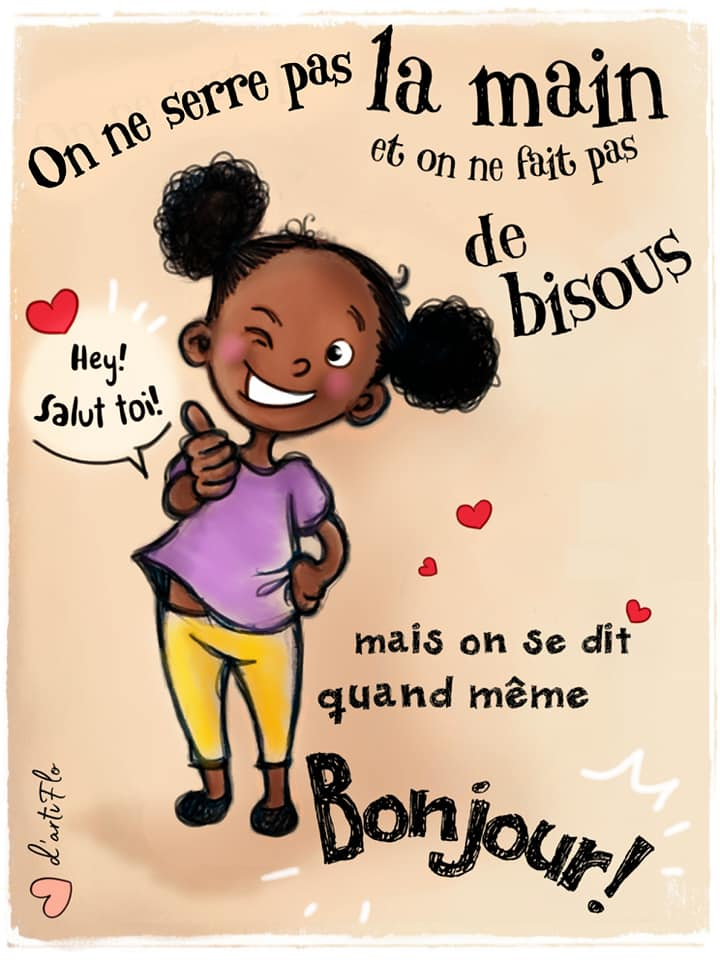 On ne serre pas la main
et on ne fait pas
de
bisous
Hey!
Salut toi!
mais on se dit
quand même
Bonjour!
d'artiFlo